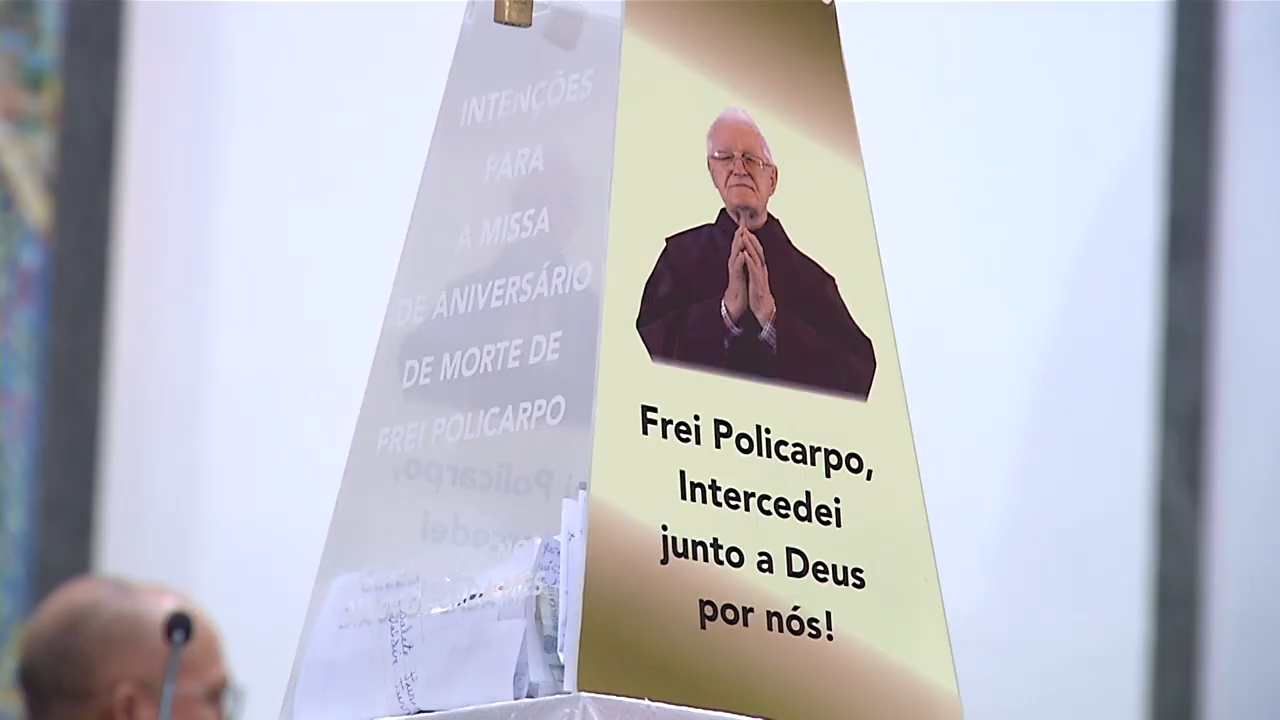 INTENÇÕES
PARA
A MISSA
DE ANIVERSÁRIO
DE MORTE DE
FREI POLICARPO
Frei Policarpo,
Intercedei
junto a Deus
por nós!